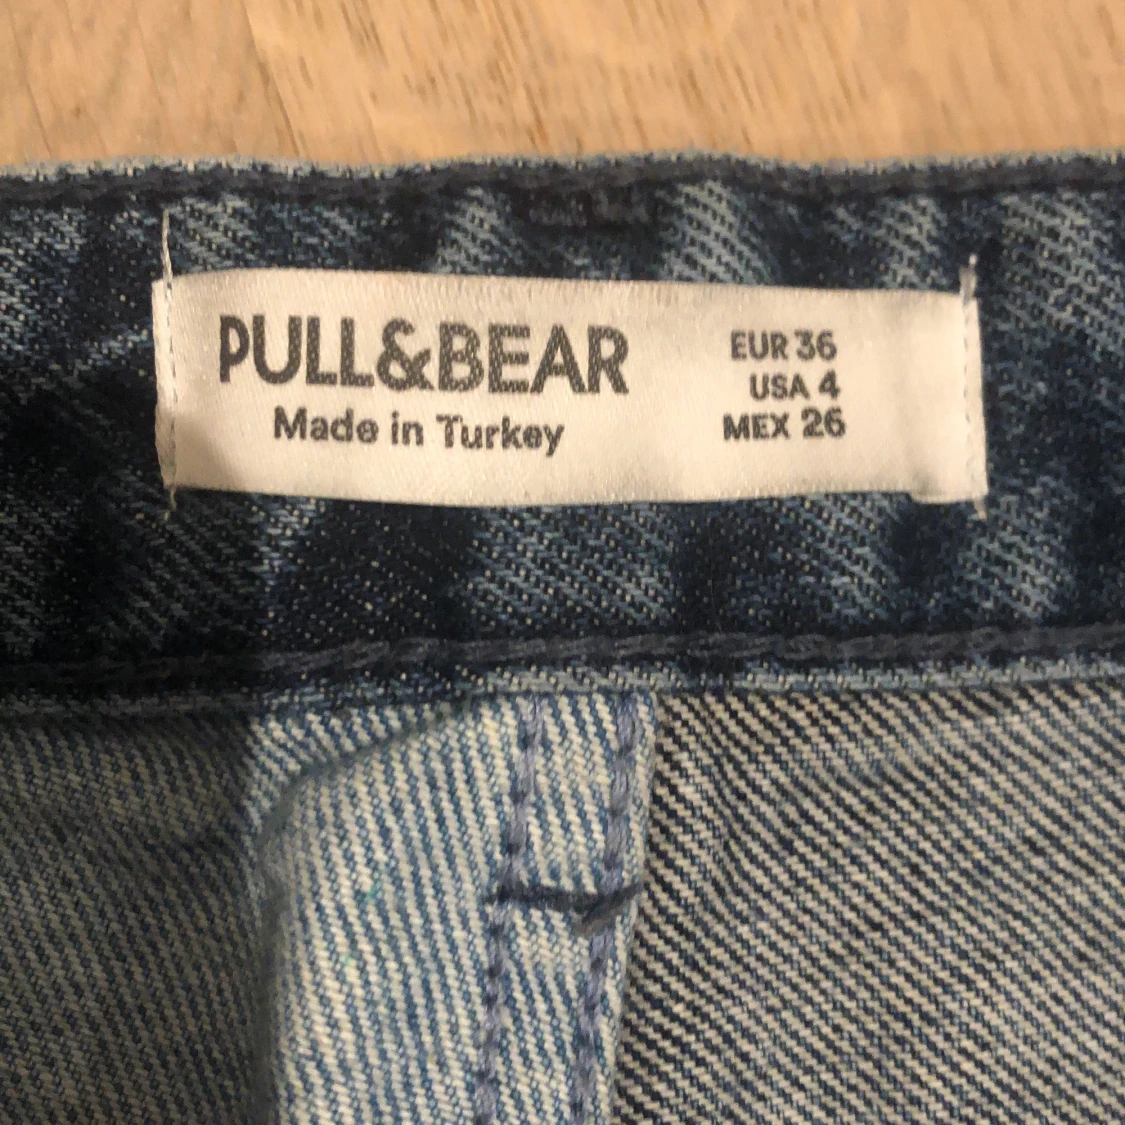 PULL&BEAR
Made in Turkey
EUR 36
USA 4
MEX 26